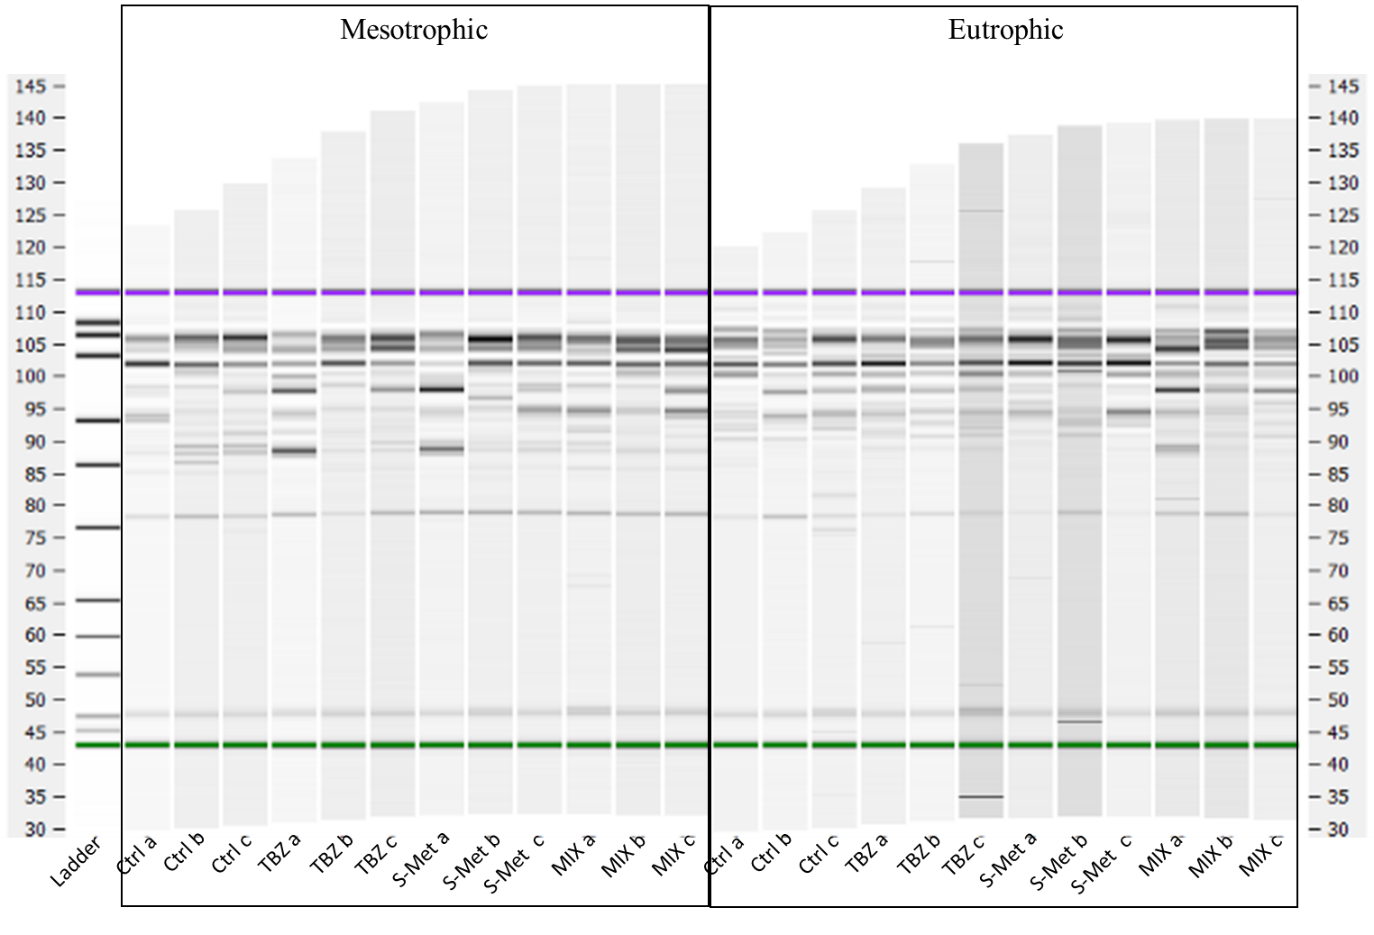 Mesotrophic
Eutrophic
145
140
135
130
125
120
115
110
105
100
95
90
85
80
75
70
65
60
55
50
45
40
35
30
145
140
135
130
125
120
115
110
105
100
95
90
85
80
75
70
65
60
55
50
45
40
35
30
Ladder
Ctrl a
Ctrl b
Ctrl c
TBZ a
TBZ b
TBZ c
S-Met a
S-Met b
S-Met c
MIX a
MIX b
MIX c
Ctrl a
Ctrl b
Ctrl c
TBZ a
TBZ b
TBZ c
S-Met a
S-Met b
S-Met c
MIX a
MIX b
MIX c